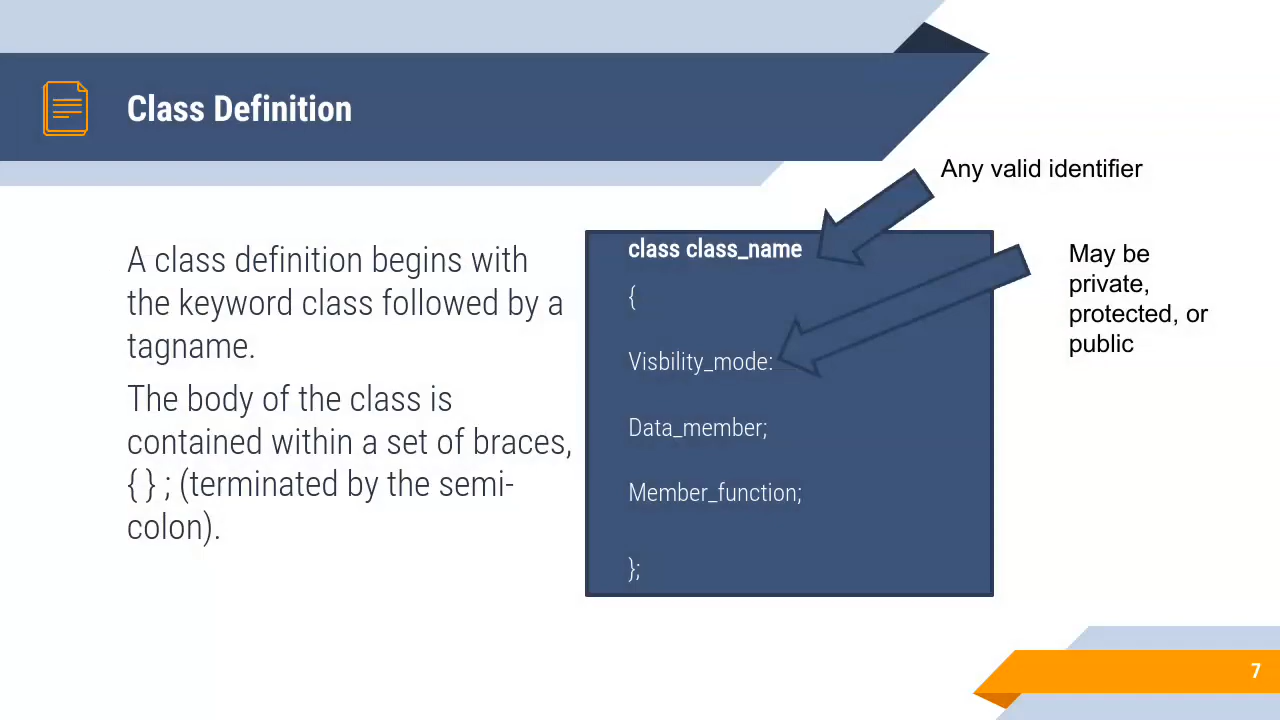 Class Definition
Any valid identifier
A class definition begins with
the keyword class followed by a
tagname.
The body of the class is
contained within a set of braces,
{ } ; (terminated by the semi-
colon).
class class_name
{
Visbility_mode:
Data_member;
Member_function;
};
May be
private,
protected, or
public
7